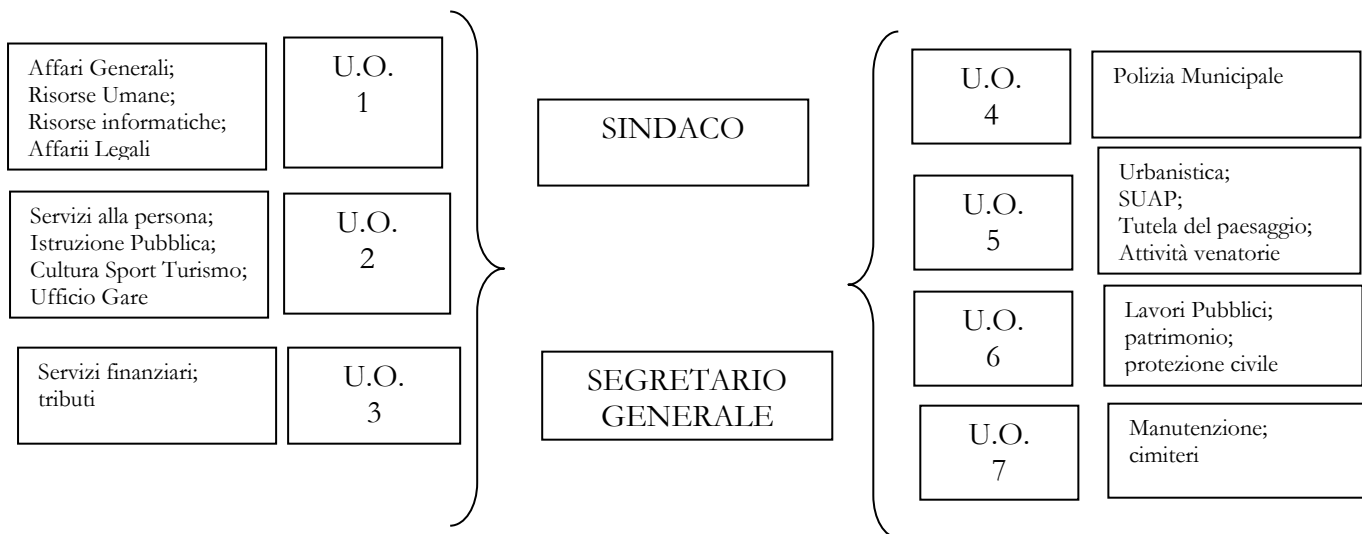 Affari Generali;
Risorse Umane;
Risorse informatiche;
Affarii Legali
U.O.
1
Servizi alla persona;
Istruzione Pubblica;
Cultura Sport Turismo;
Ufficio Gare
U.O.
2
Servizi finanziari;
tributi
U.O.
3
SINDACO
SEGRETARIO
GENERALE
U.O.
4
Polizia Municipale
U.O.
5
Urbanistica;
SUAP;
Tutela del paesaggio;
Attività venatorie
U.O.
6
Lavori Pubblici;
patrimonio;
protezione civile
U.O.
7
Manutenzione;
cimiteri